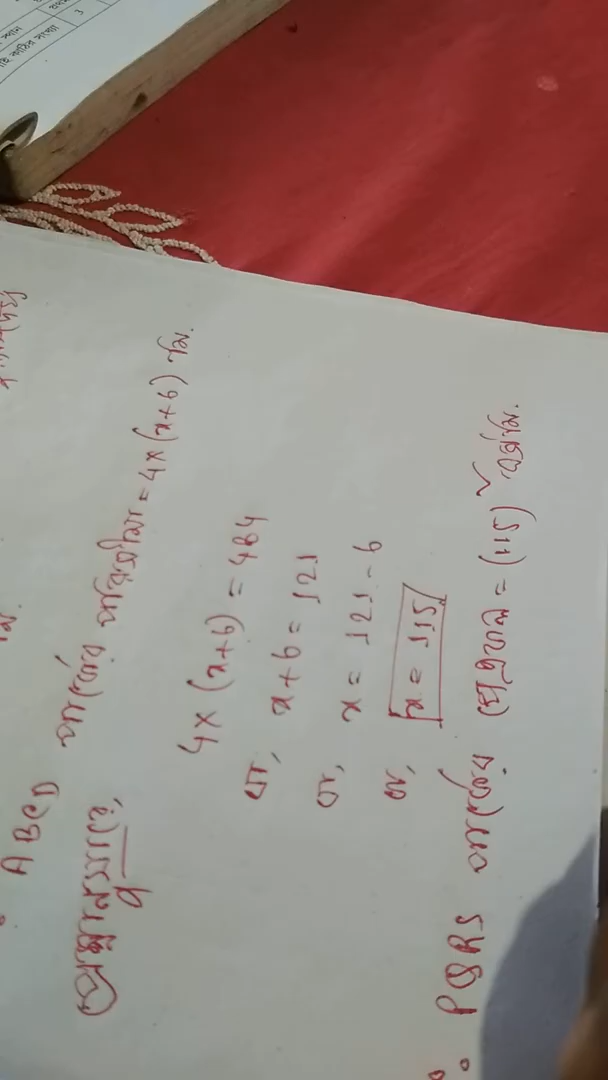 ABCD বর্গের পরিসীমা = 4×(x+6) মি.
প্রশ্নানুসারে,
4×(x+6) = 484
বা, x+6 = 121
বা, x = 121-6
বা, x = 115
∴ PQRS বর্গের ক্ষেত্রফল = (115)² বর্গমি.